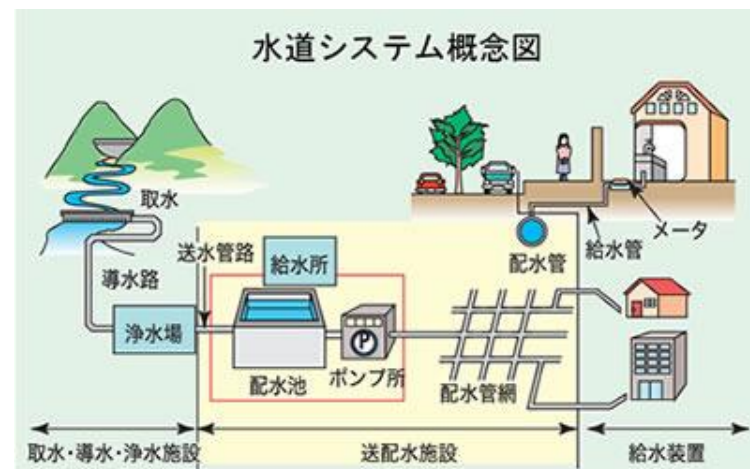 水道システム概念図
取水
導水路
浄水場
送水管路
給水所
配水池
P
ポンプ所
配水管網
配水管
給水管
メータ
取水・導水・浄水施設
送配水施設
給水装置